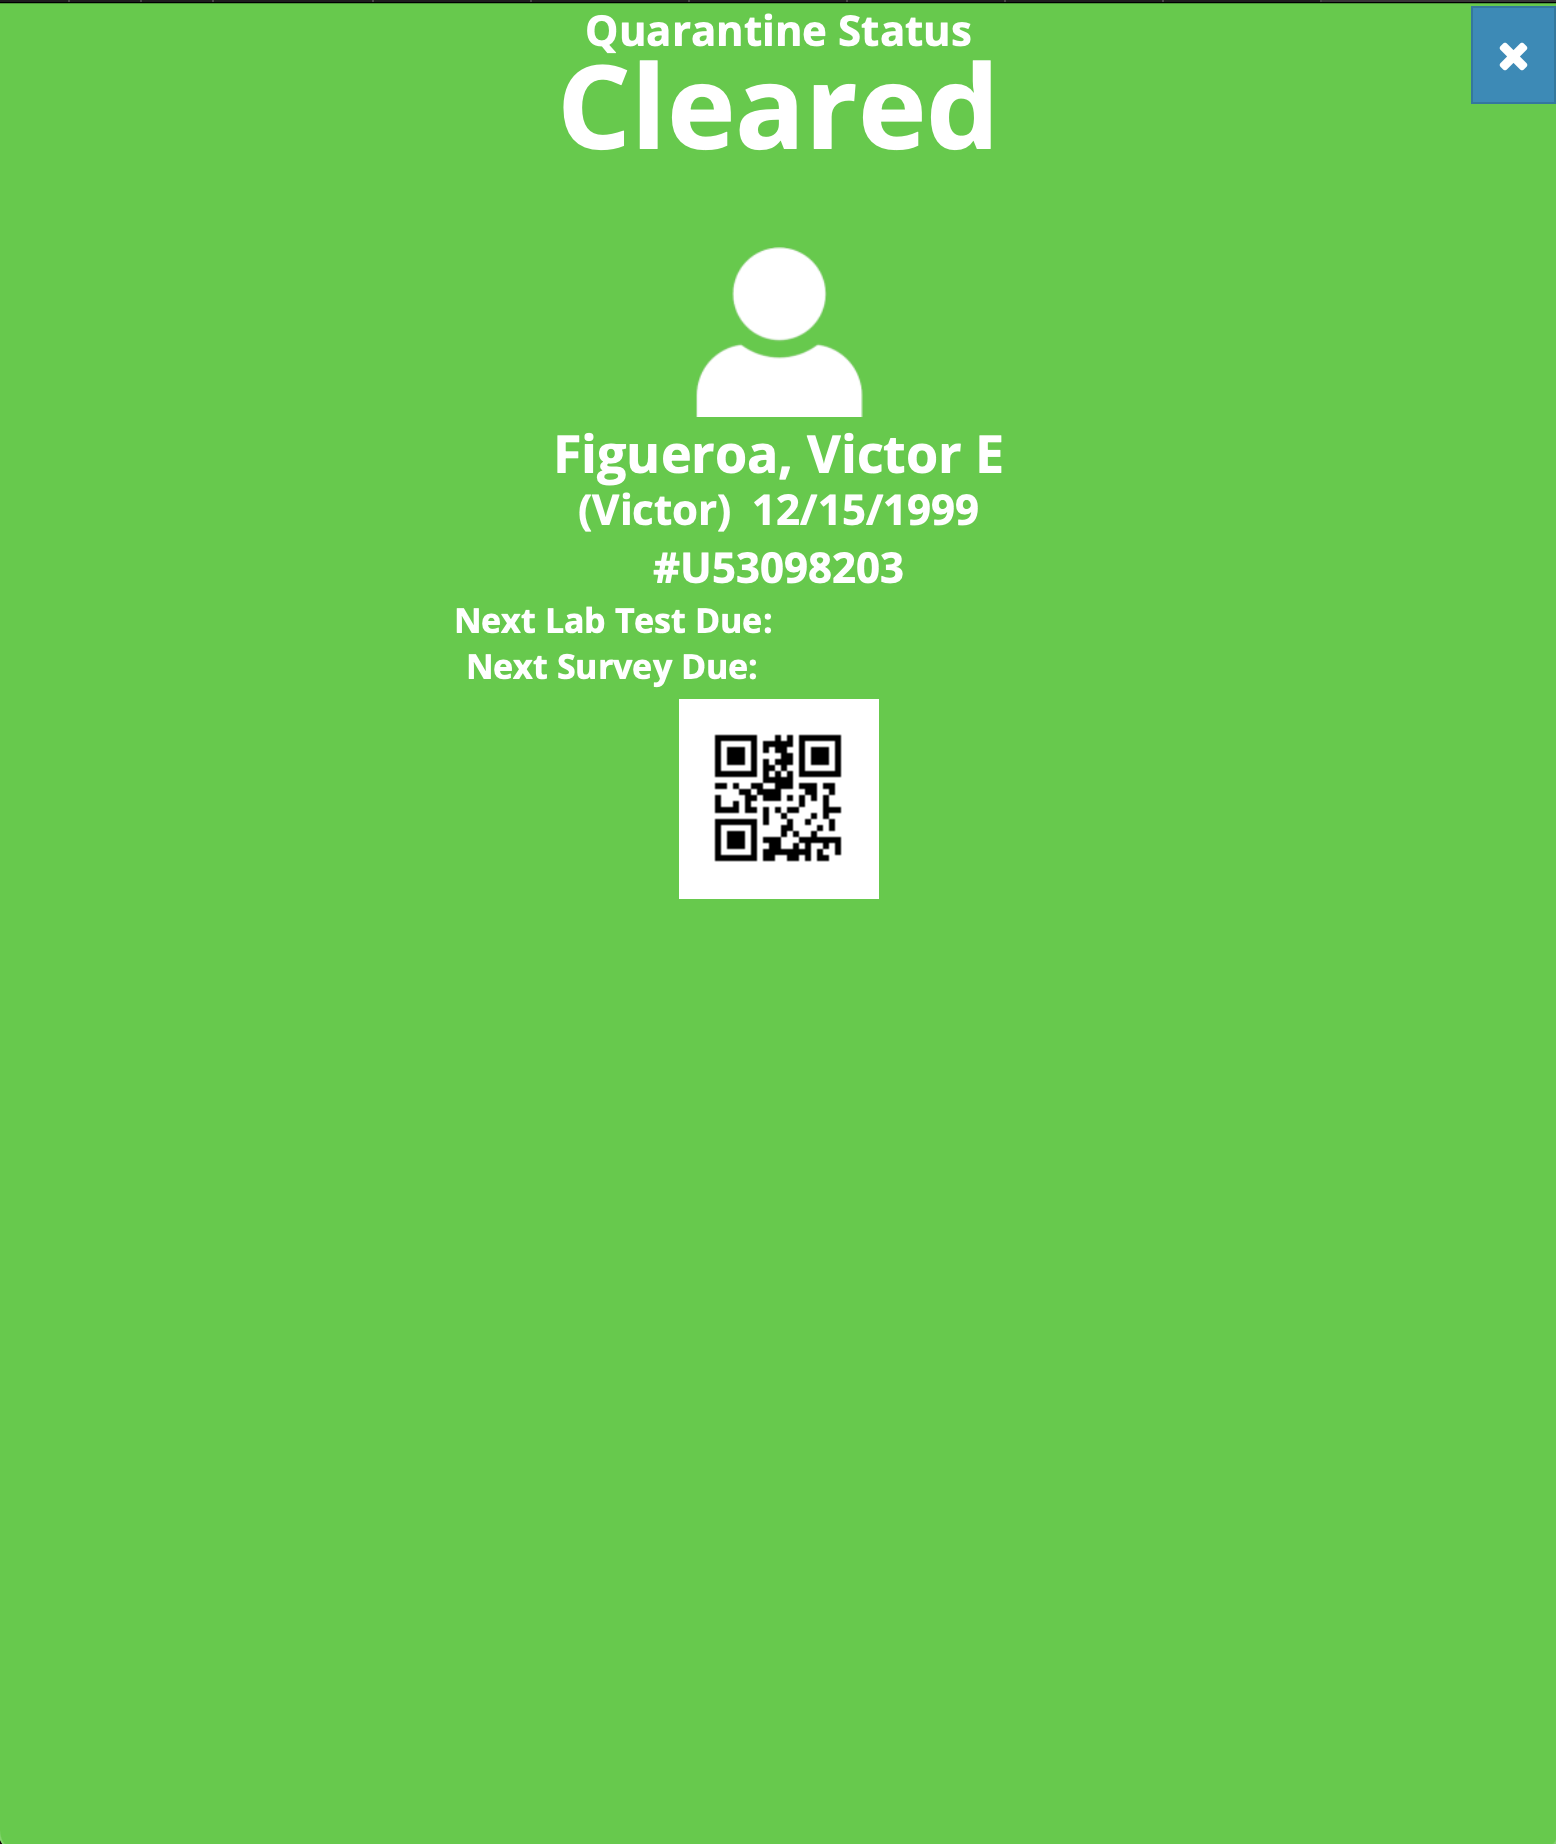 Quarantine Status
Cleared
Figueroa, Victor E
(Victor) 12/15/1999
#U53098203
Next Lab Test Due:
Next Survey Due: